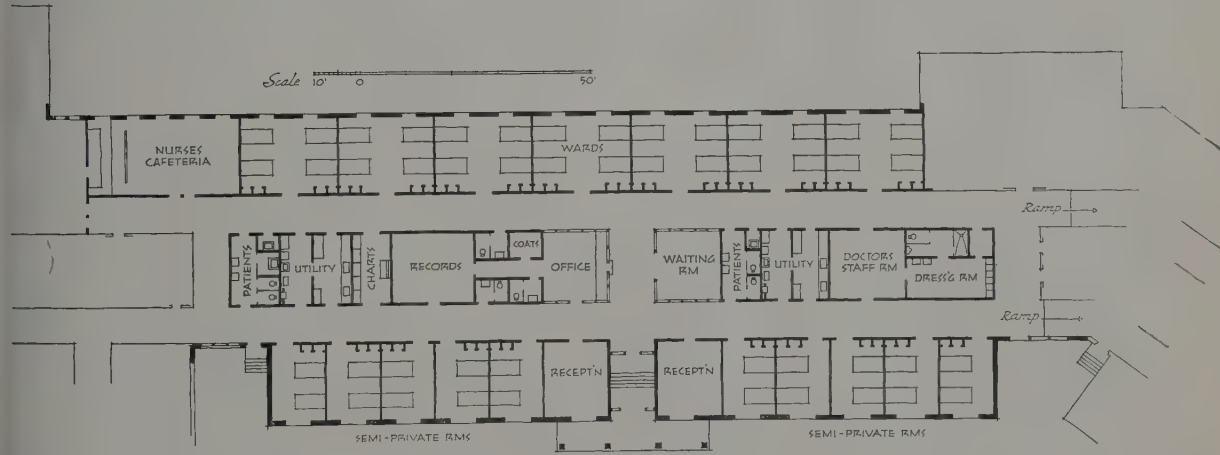 Scale 10' 0 50'
NURSES
CAFETERIA
WARDS
Ramp
PATIENTS
UTILITY
CHARTS
RECORDS
COATS
OFFICE
WAITING
RM
PATIENTS
UTILITY
DOCTORS
STAFF RM
DRESS'G RM
Ramp
RECEPT'N
RECEPT'N
SEMI-PRIVATE RMS
SEMI-PRIVATE RMS